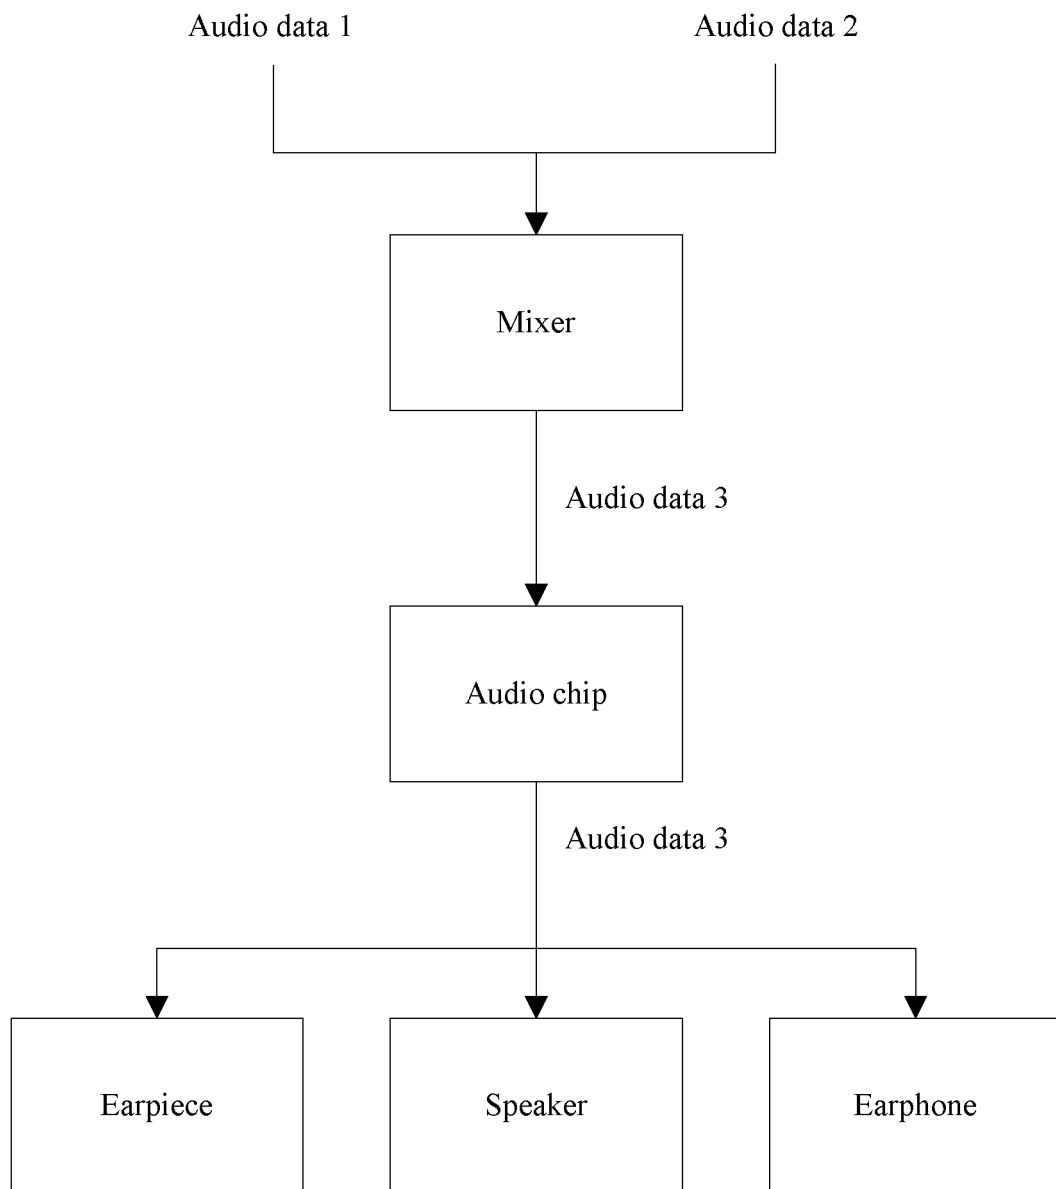 Audio data 1
Audio data 2
Mixer
Audio data 3
Audio chip
Audio data 3
Earpiece
Speaker
Earphone